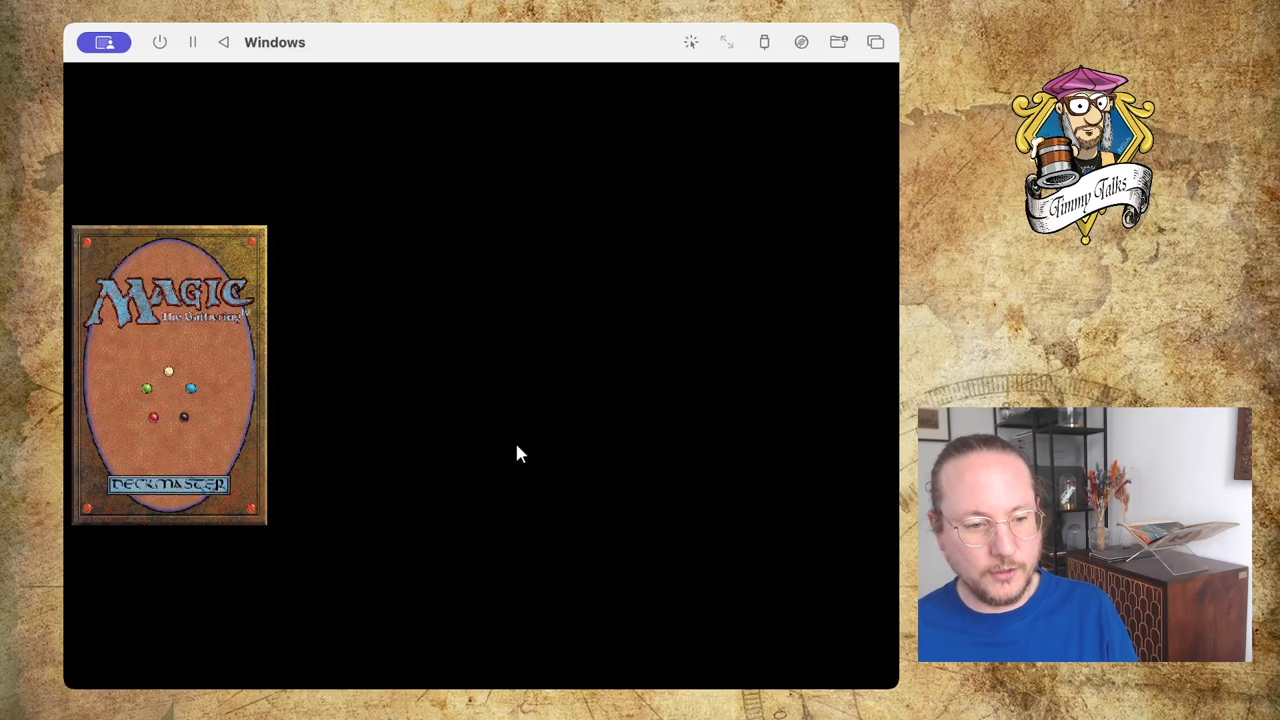 Windows
Timmy Talks
MAGIC
The Gathering
DECKMASTER